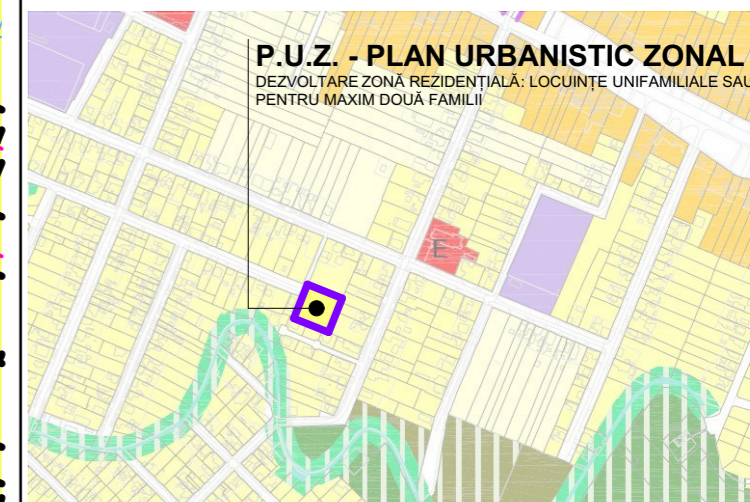 P.U.Z. - PLAN URBANISTIC ZONAL
DEZVOLTARE ZONĂ REZIDENȚIALĂ: LOCUINȚE UNIFAMILIALE SAU
PENTRU MAXIM DOUĂ FAMILII
E